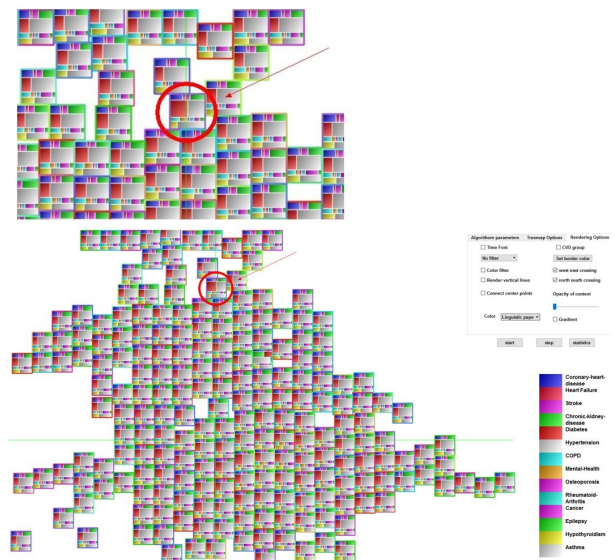 Algorithem parameters Treemap Options Rendering Options
Time Font CVD group
No filter Set border color
Color filter west east crossing
Render vertical lines north south crossing
Connect center points Opacity of content
Color Linguistic pape Gradient
start stop statistics
Coronary-heart-
disease
Heart Failure
Stroke
Chronic-kidney-
disease
Diabetes
Hypertension
COPD
Mental-Health
Osteoporosis
Rheumatoid-
Arthritis
Cancer
Epilepsy
Hypothyroidism
Asthma